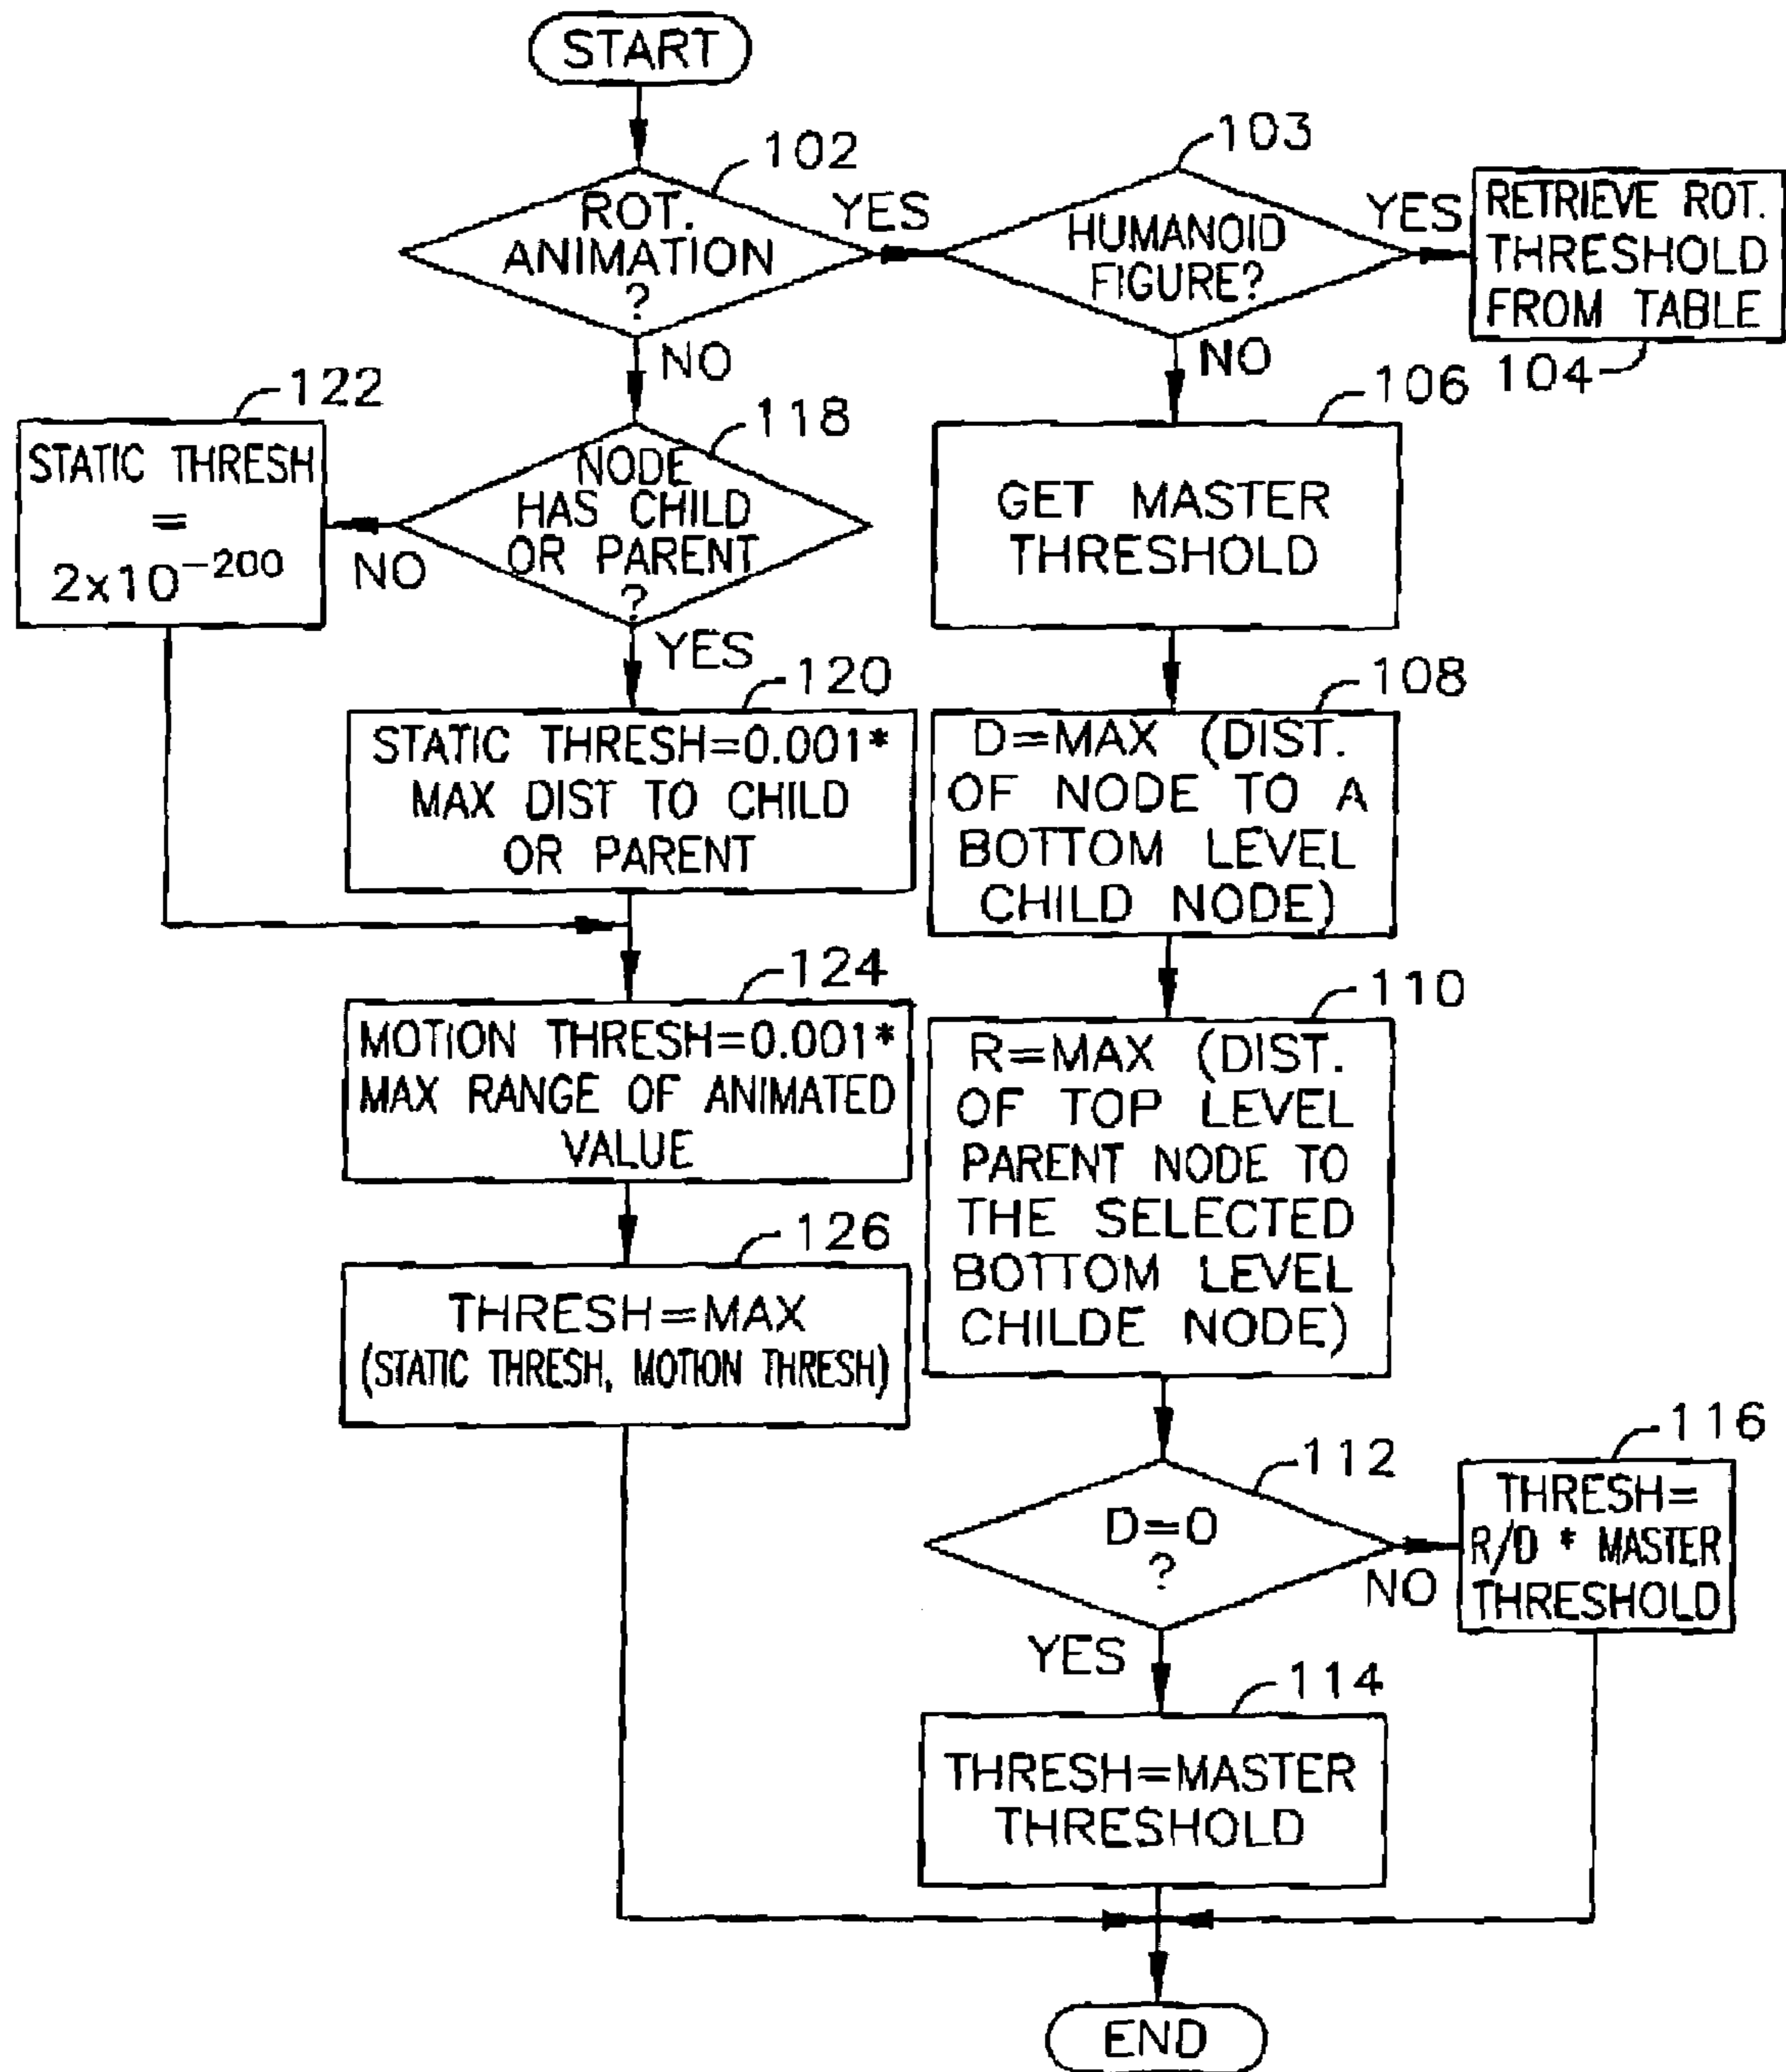 START
102
ROT.
ANIMATION
?
YES
NO
103
HUMANOID
FIGURE?
YES
NO
RETRIEVE ROT.
THRESHOLD
FROM TABLE
104
122
STATIC THRESH
=
2x10⁻²⁰⁰
118
NODE
HAS CHILD
OR PARENT
?
NO
YES
106
GET MASTER
THRESHOLD
120
STATIC THRESH=0.001*
MAX DIST TO CHILD
OR PARENT
108
D=MAX (DIST.
OF NODE TO A
BOTTOM LEVEL
CHILD NODE)
124
MOTION THRESH=0.001*
MAX RANGE OF ANIMATED
VALUE
110
R=MAX (DIST.
OF TOP LEVEL
PARENT NODE TO
THE SELECTED
BOTTOM LEVEL
CHILDE NODE)
126
THRESH=MAX
(STATIC THRESH, MOTION THRESH)
112
D=0
?
NO
YES
116
THRESH=
R/D * MASTER
THRESHOLD
114
THRESH=MASTER
THRESHOLD
END